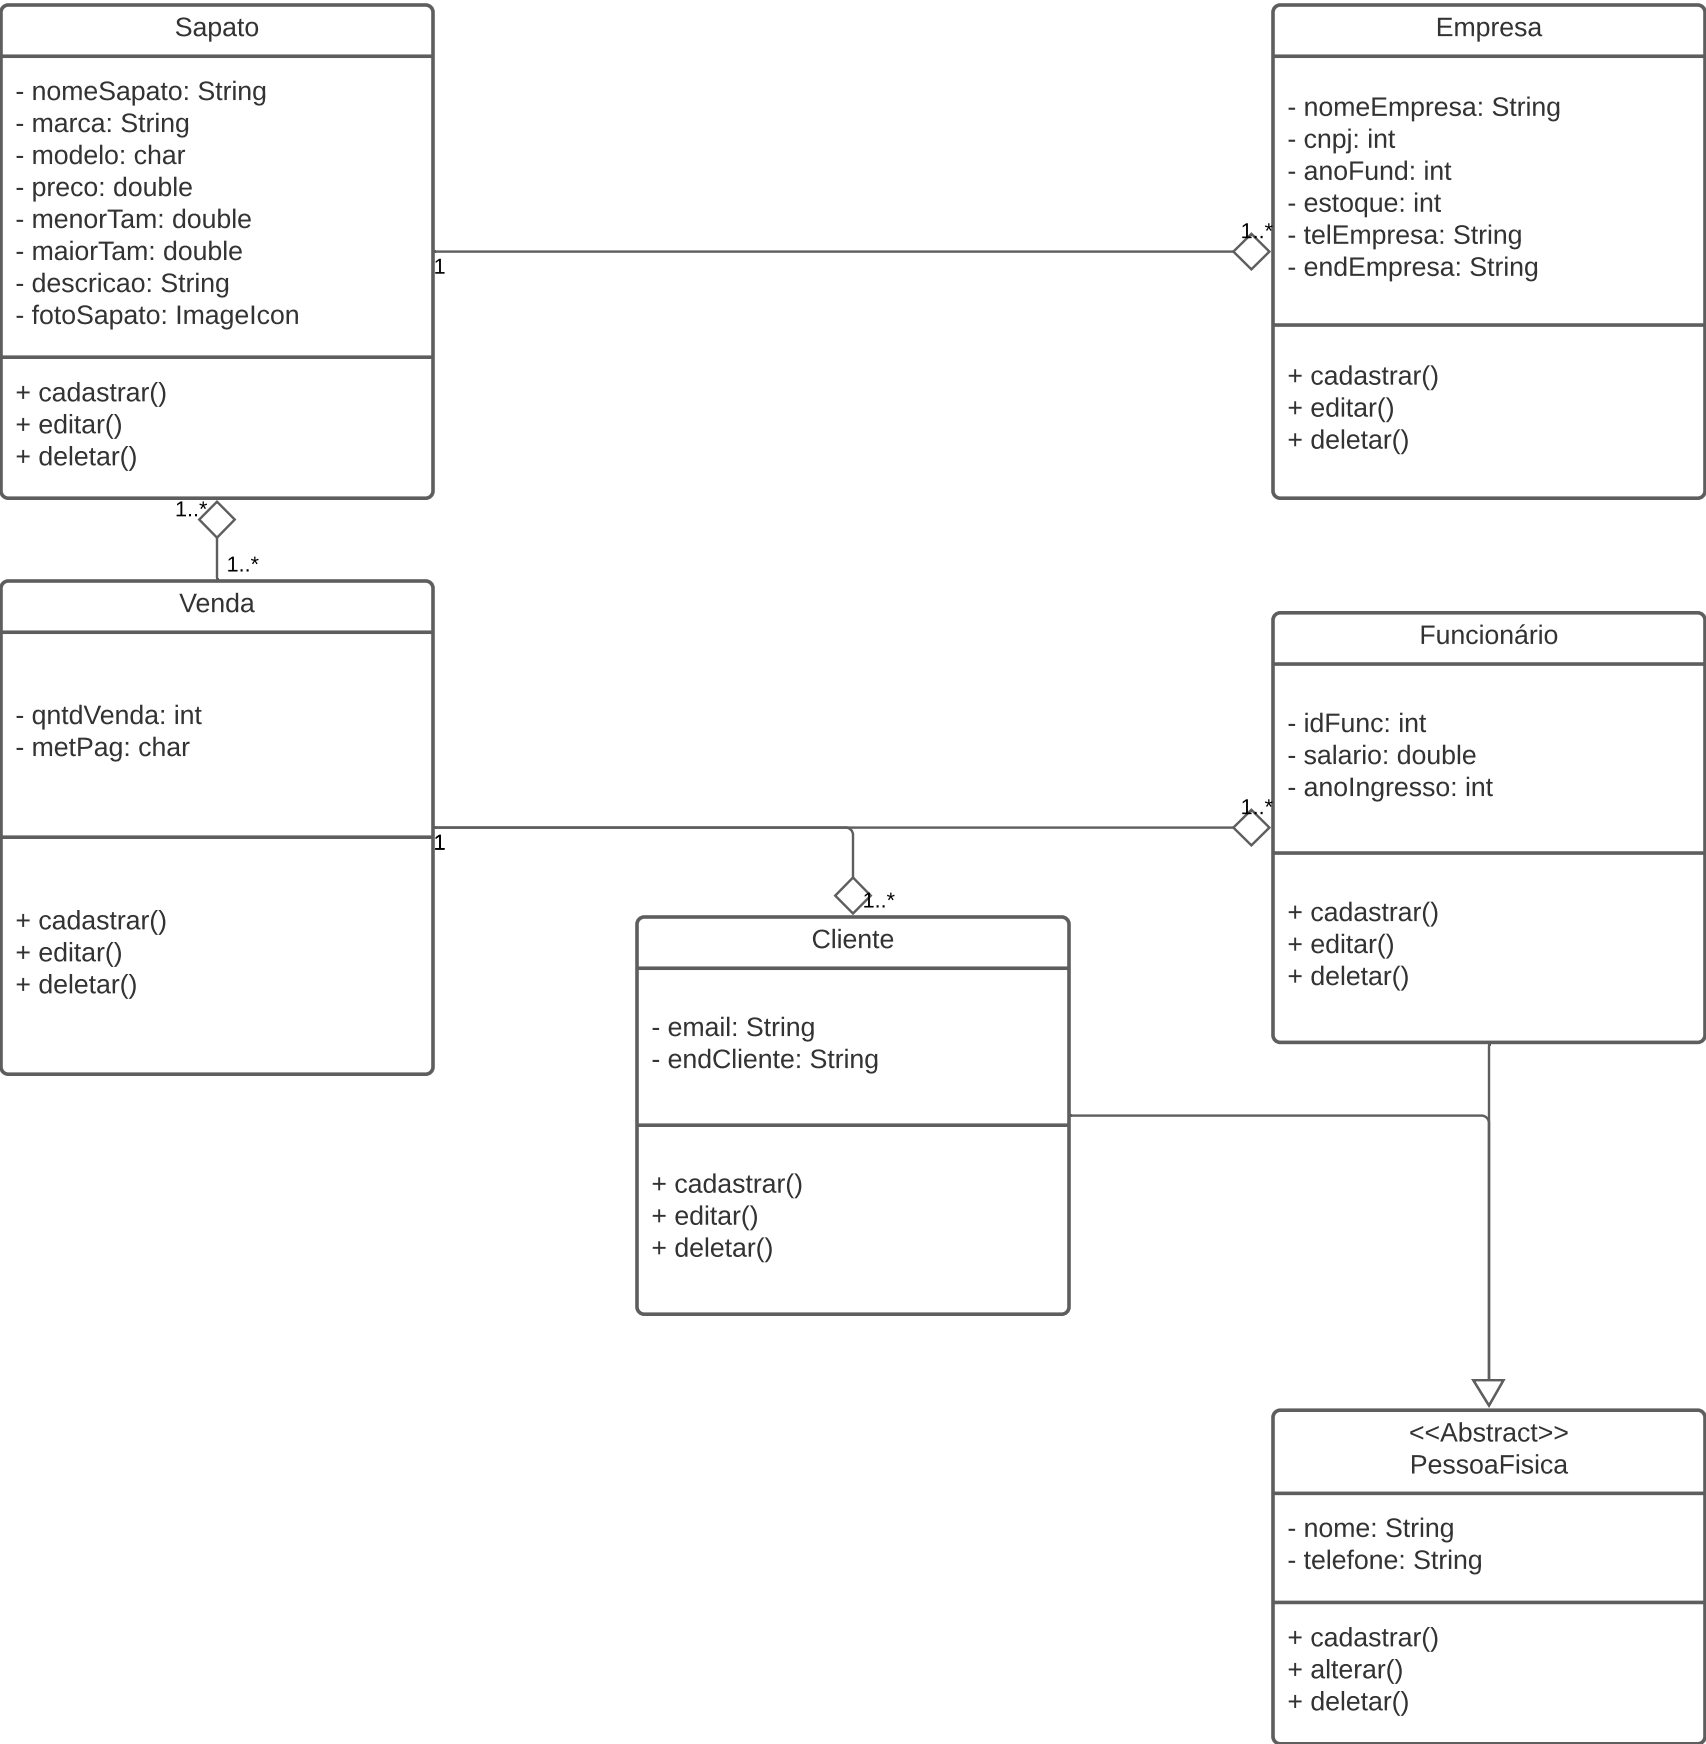 Sapato
- nomeSapato: String
- marca: String
- modelo: char
- preco: double
- menorTam: double
- maiorTam: double
- descricao: String
- fotoSapato: ImageIcon
+ cadastrar()
+ editar()
+ deletar()
1
1..*
Empresa
- nomeEmpresa: String
- cnpj: int
- anoFund: int
- estoque: int
- telEmpresa: String
- endEmpresa: String
+ cadastrar()
+ editar()
+ deletar()
1..*
1..*
Venda
- qntdVenda: int
- metPag: char
+ cadastrar()
+ editar()
+ deletar()
1
1..*
1..*
Funcionário
- idFunc: int
- salario: double
- anoIngresso: int
+ cadastrar()
+ editar()
+ deletar()
Cliente
- email: String
- endCliente: String
+ cadastrar()
+ editar()
+ deletar()
<<Abstract>>
PessoaFisica
- nome: String
- telefone: String
+ cadastrar()
+ alterar()
+ deletar()